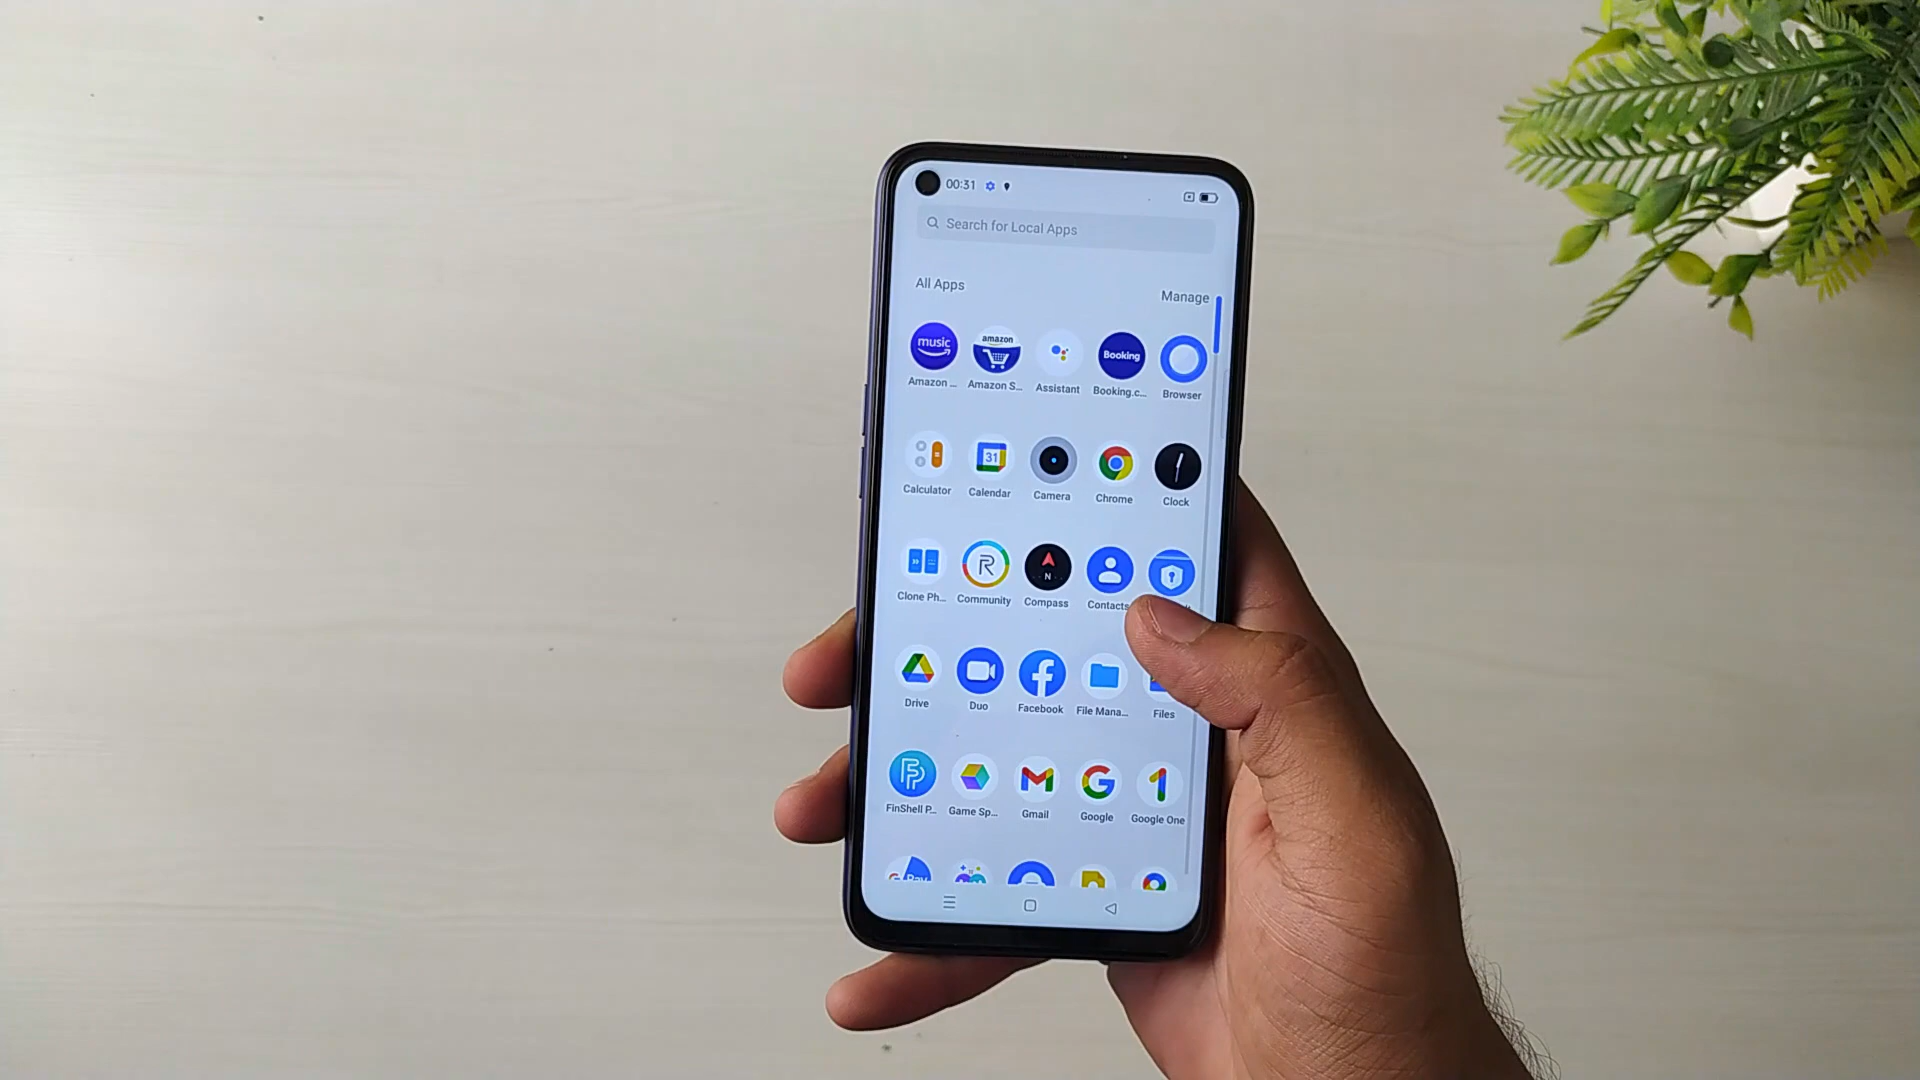 00:31
Search for Local Apps
All Apps
Manage
music
amazon
Booking
Amazon ...
Amazon S...
Assistant
Booking.c...
Browser
31
Calculator
Calendar
Camera
Chrome
Clock
R
N
Clone Ph...
Community
Compass
Contacts
Drive
Duo
Facebook
File Mana...
Files
FinShell P...
Game Sp...
Gmail
Google
Google One
G Pay